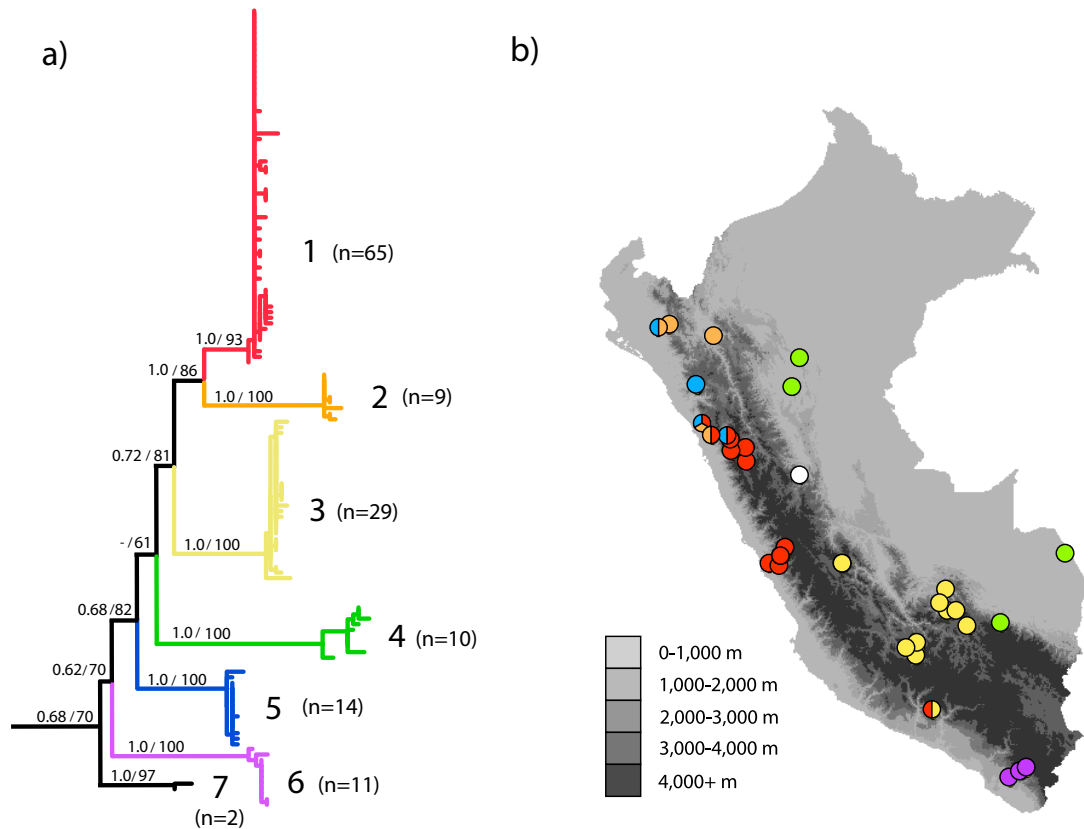 a)
b)
1 (n=65)
1.0/ 93
1.0/ 86
1.0 / 100
2 (n=9)
0.72 / 81
3 (n=29)
1.0/ 100
- / 61
0.68 / 82
1.0 / 100
4 (n=10)
0.62/ 70
1.0 / 100
5 (n=14)
0.68 / 70
1.0 / 100
6 (n=11)
1.0/ 97
7
(n=2)
0-1,000 m
1,000-2,000 m
2,000-3,000 m
3,000-4,000 m
4,000+ m